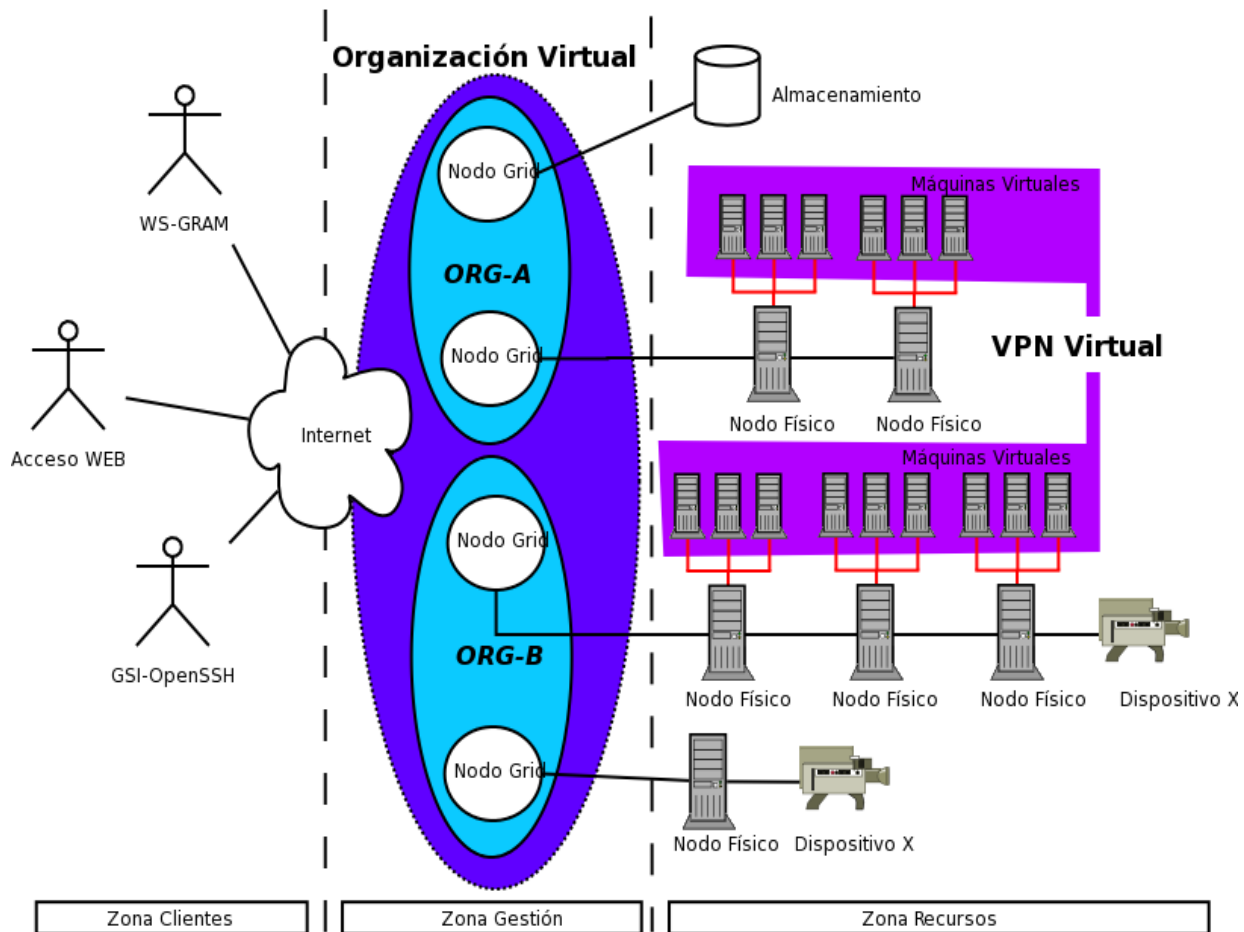 Organización Virtual
Almacenamiento
Nodo Grid
Máquinas Virtuales
WS-GRAM
ORG-A
VPN Virtual
Nodo Grid
Nodo Físico
Nodo Físico
Internet
Acceso WEB
Máquinas Virtuales
Nodo Grid
GSI-OpenSSH
ORG-B
Nodo Físico
Nodo Físico
Nodo Físico
Dispositivo X
Nodo Grid
Nodo Físico
Dispositivo X
Zona Clientes
Zona Gestión
Zona Recursos